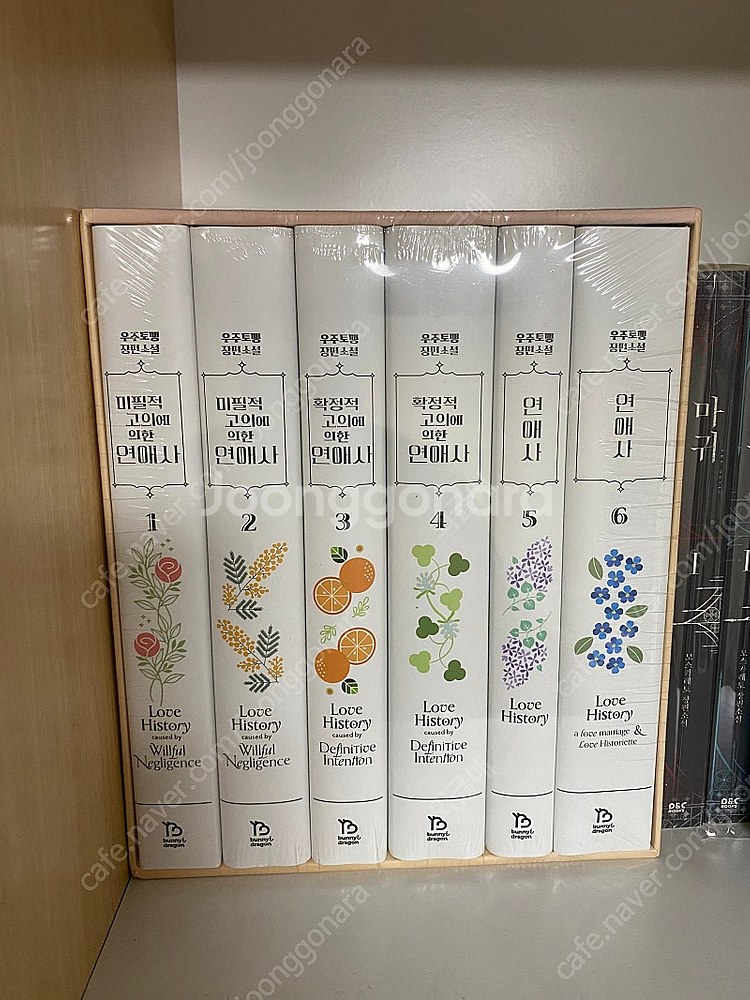 우주토깽
장편소설
미필적
고의에
의한
연애사
1
Love
History
caused by
Willful
Negligence
bunny&
dragon
우주토깽
장편소설
미필적
고의에
의한
연애사
2
Love
History
caused by
Willful
Negligence
bunny&
dragon
우주토깽
장편소설
확정적
고의에
의한
연애사
3
Love
History
caused by
Definitive
Intention
bunny&
dragon
우주토깽
장편소설
확정적
고의에
의한
연애사
4
Love
History
caused by
Definitive
Intention
bunny&
dragon
우주토깽
장편소설
연애사
5
Love
History
bunny&
dragon
우주토깽
장편소설
연애사
6
Love
History
a love marriage &
Love Historiette
bunny&
dragon
마귀
D&C
BOOKS
D&C
BOOKS
Joonggonara
cafe.naver.com/joonggonara